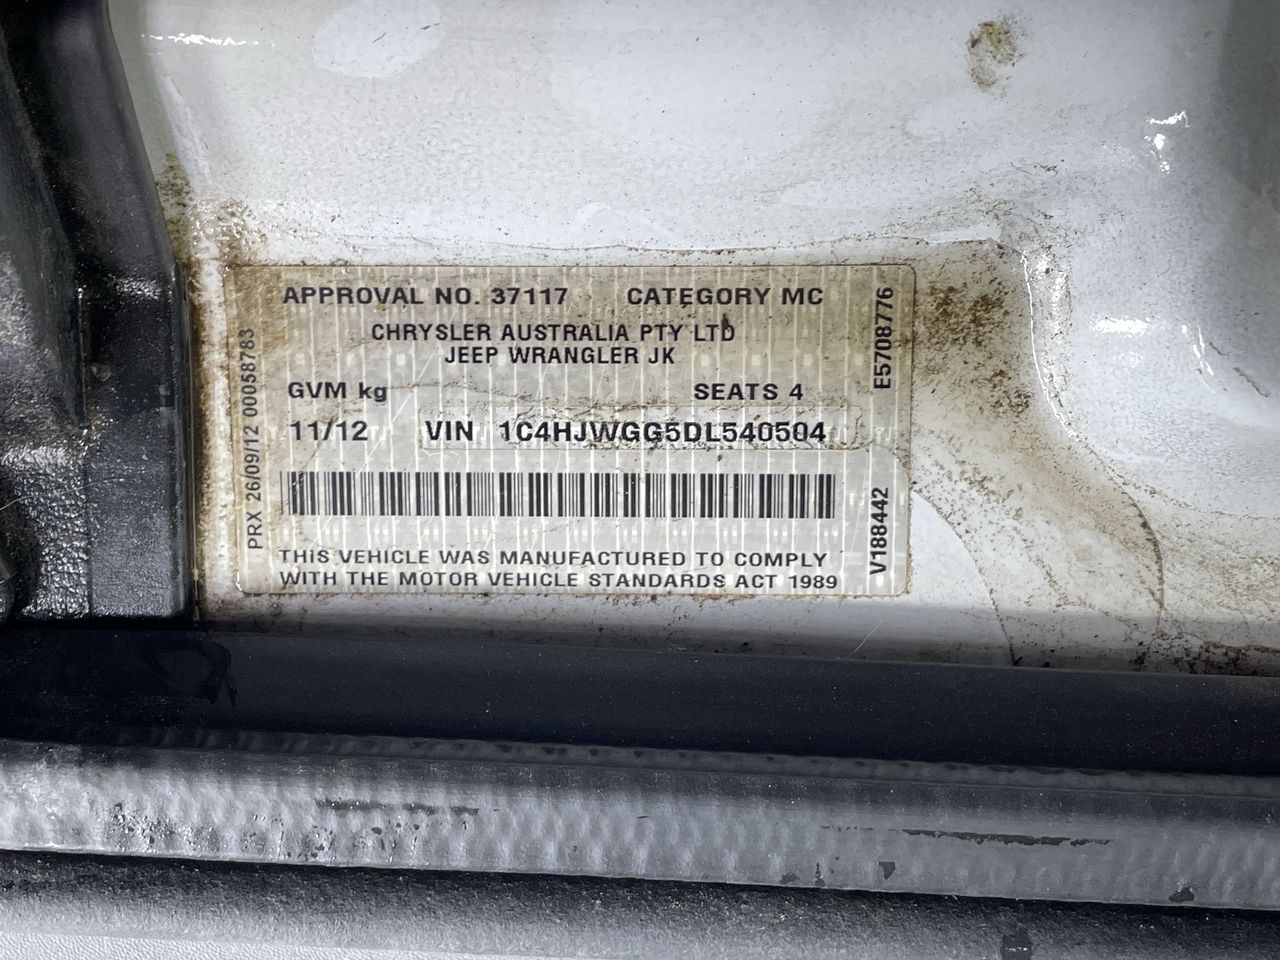 APPROVAL NO. 37117 CATEGORY MC
CHRYSLER AUSTRALIA PTY LTD
JEEP WRANGLER JK
GVM kg SEATS 4
11/12 VIN 1C4HJWGG5DL540504
THIS VEHICLE WAS MANUFACTURED TO COMPLY
WITH THE MOTOR VEHICLE STANDARDS ACT 1989
PRX 26/09/12 00058783
E5708776
V188442